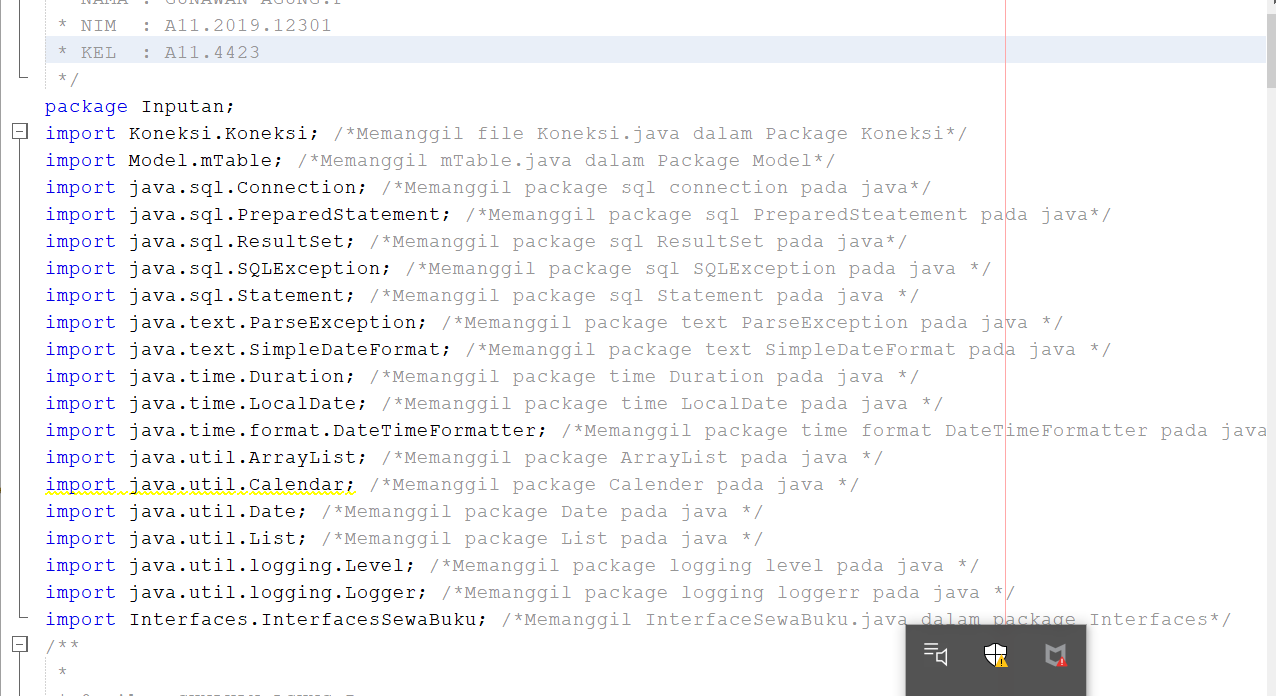 NAMA : GUNAWAN AGUNG.P
* NIM  : A11.2019.12301
* KEL  : A11.4423
*/
package Inputan;
import Koneksi.Koneksi; /*Memanggil file Koneksi.java dalam Package Koneksi*/
import Model.mTable; /*Memanggil mTable.java dalam Package Model*/
import java.sql.Connection; /*Memanggil package sql connection pada java*/
import java.sql.PreparedStatement; /*Memanggil package sql PreparedSteatement pada java*/
import java.sql.ResultSet; /*Memanggil package sql ResultSet pada java*/
import java.sql.SQLException; /*Memanggil package sql SQLException pada java */
import java.sql.Statement; /*Memanggil package sql Statement pada java */
import java.text.ParseException; /*Memanggil package text ParseException pada java */
import java.text.SimpleDateFormat; /*Memanggil package text SimpleDateFormat pada java */
import java.time.Duration; /*Memanggil package time Duration pada java */
import java.time.LocalDate; /*Memanggil package time LocalDate pada java */
import java.time.format.DateTimeFormatter; /*Memanggil package time format DateTimeFormatter pada java
import java.util.ArrayList; /*Memanggil package ArrayList pada java */
import java.util.Calendar; /*Memanggil package Calender pada java */
import java.util.Date; /*Memanggil package Date pada java */
import java.util.List; /*Memanggil package List pada java */
import java.util.logging.Level; /*Memanggil package logging level pada java */
import java.util.logging.Logger; /*Memanggil package logging loggerr pada java */
import Interfaces.InterfacesSewaBuku; /*Memanggil InterfaceSewaBuku.java dalam package Interfaces*/
/**
*